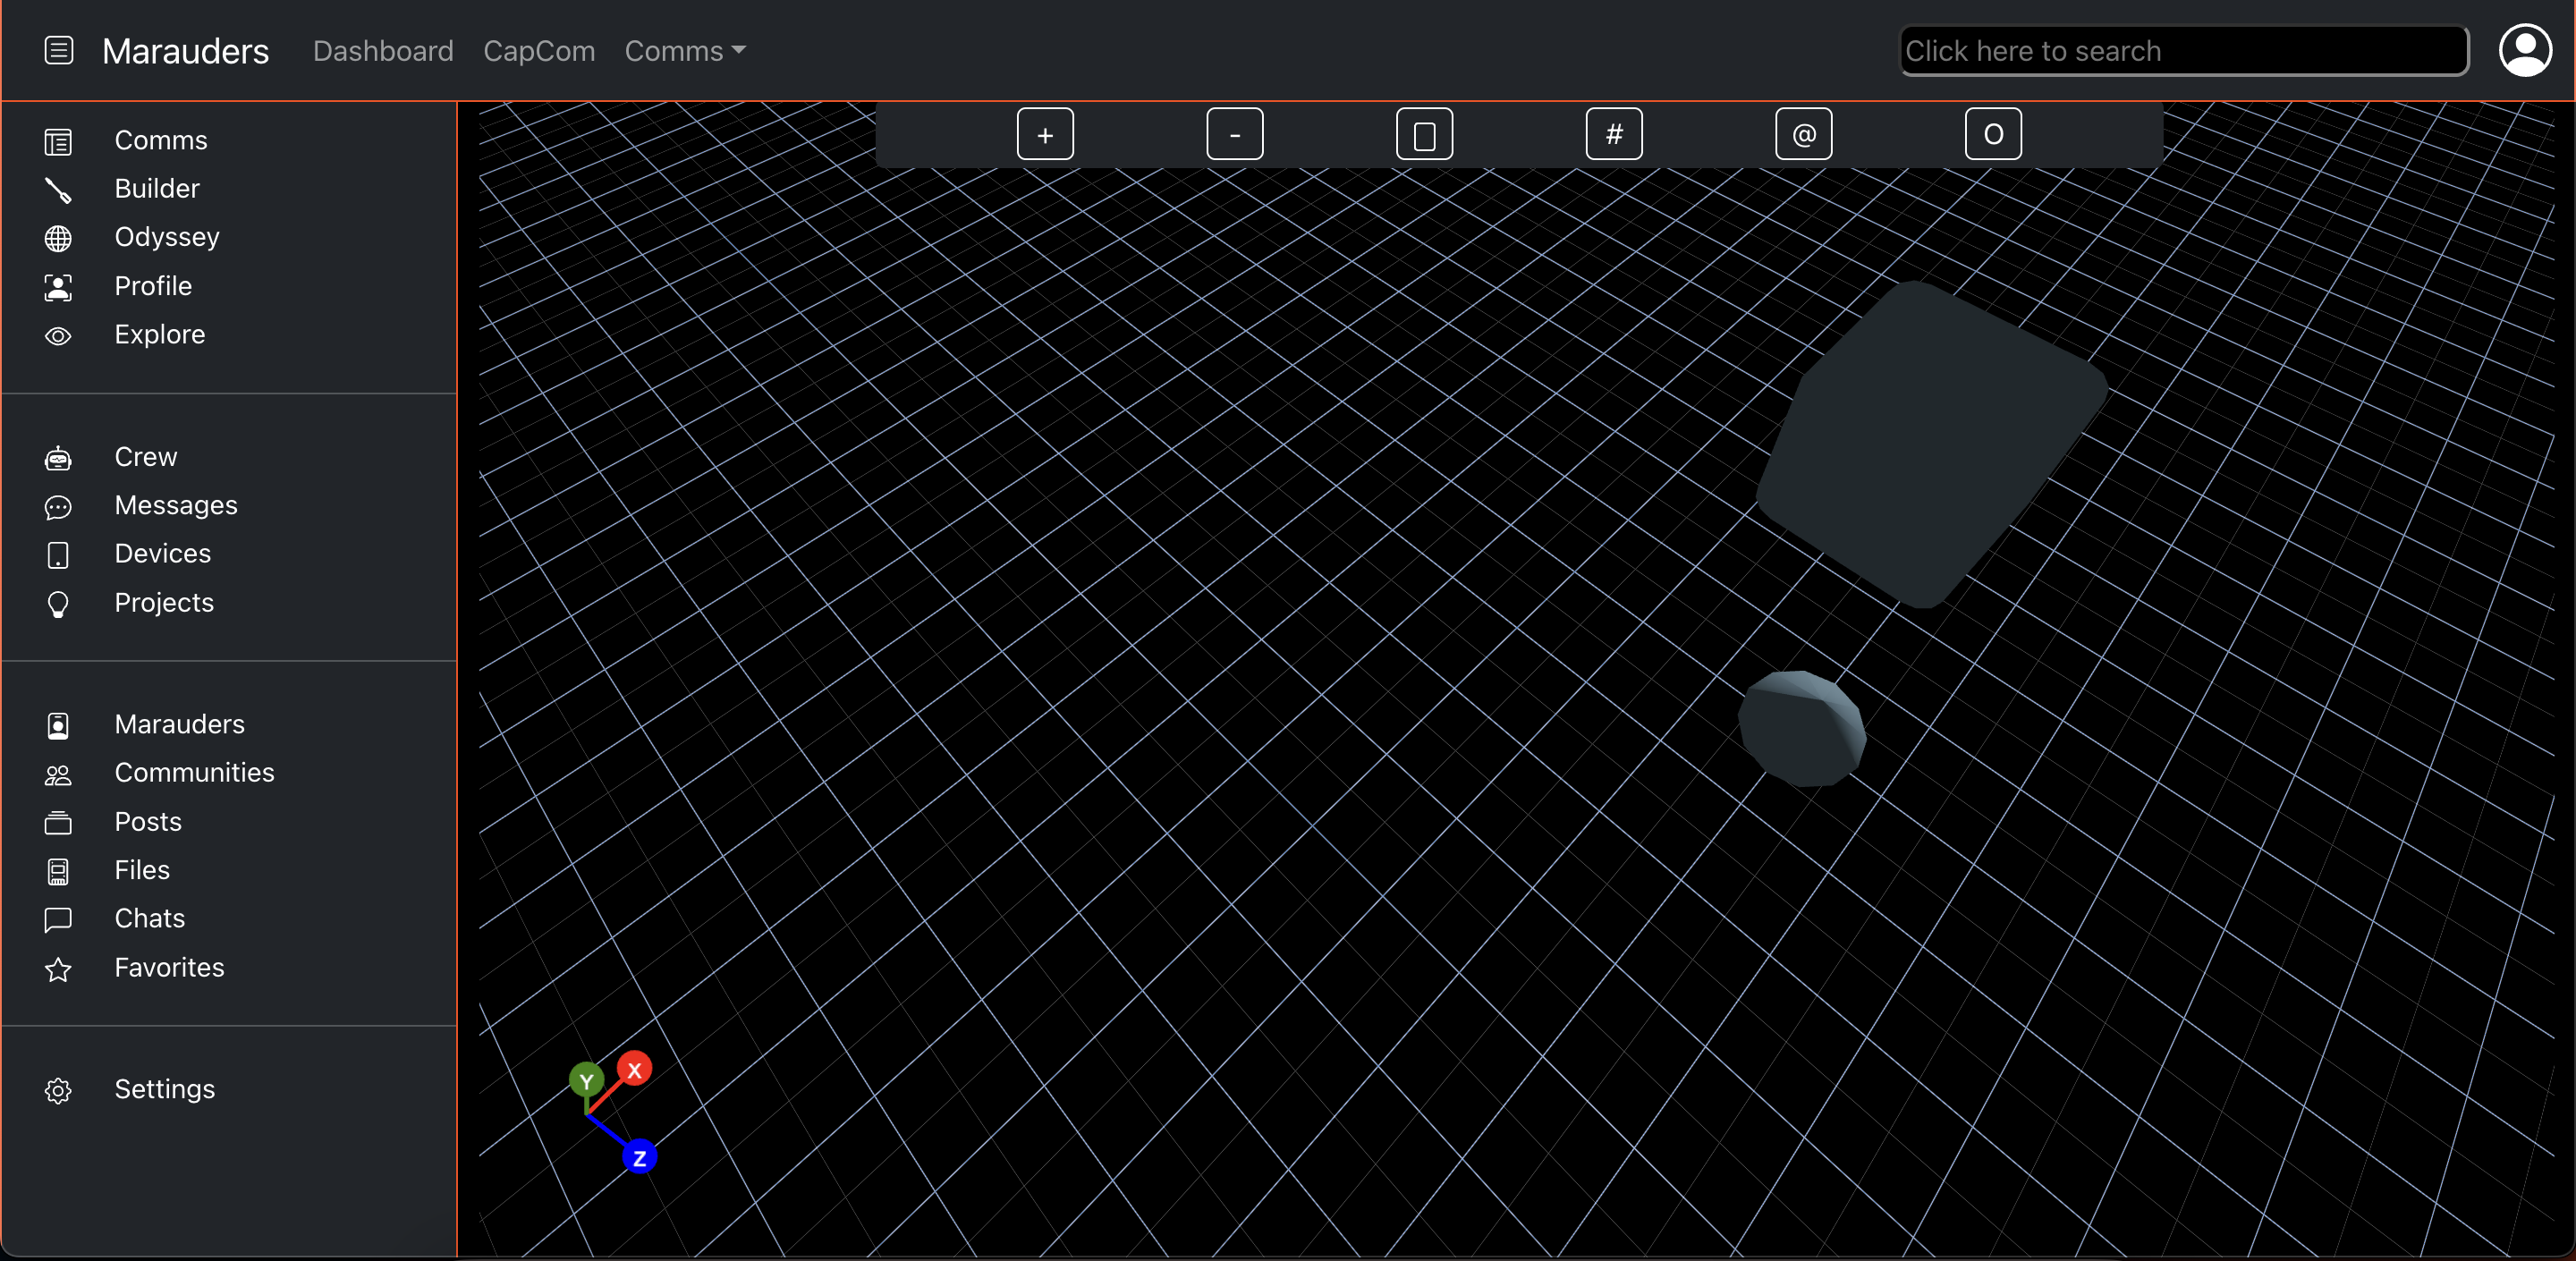 Marauders Dashboard CapCom Comms Click here to search
+ - # @ O
Comms
Builder
Odyssey
Profile
Explore
Crew
Messages
Devices
Projects
Marauders
Communities
Posts
Files
Chats
Favorites
Settings
Y X
Z